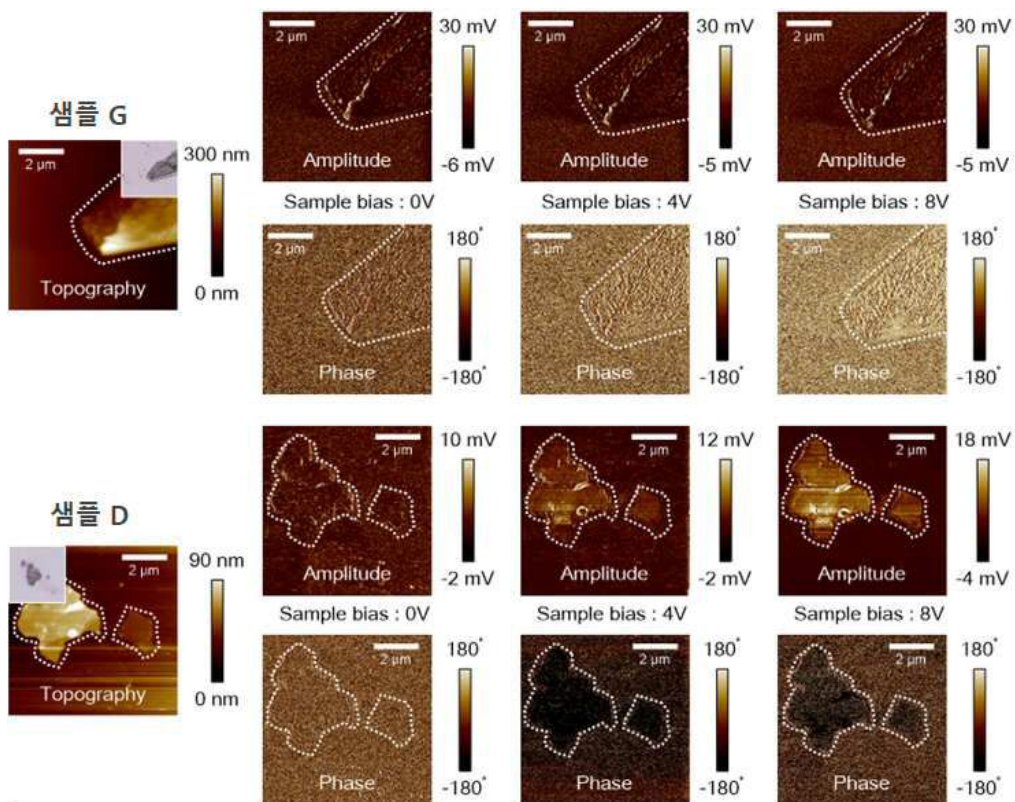 샘플 G
2 μm
300 nm
0 nm
Topography
2 μm
Amplitude
30 mV
-6 mV
2 μm
Amplitude
30 mV
-5 mV
2 μm
Amplitude
30 mV
-5 mV
Sample bias : 0V
Sample bias : 4V
Sample bias : 8V
2 μm
Phase
180°
-180°
2 μm
Phase
180°
-180°
2 μm
Phase
180°
-180°
샘플 D
2 μm
90 nm
0 nm
Topography
2 μm
Amplitude
10 mV
-2 mV
2 μm
Amplitude
12 mV
-2 mV
2 μm
Amplitude
18 mV
-4 mV
Sample bias : 0V
Sample bias : 4V
Sample bias : 8V
2 μm
Phase
180°
-180°
2 μm
Phase
180°
-180°
2 μm
Phase
180°
-180°